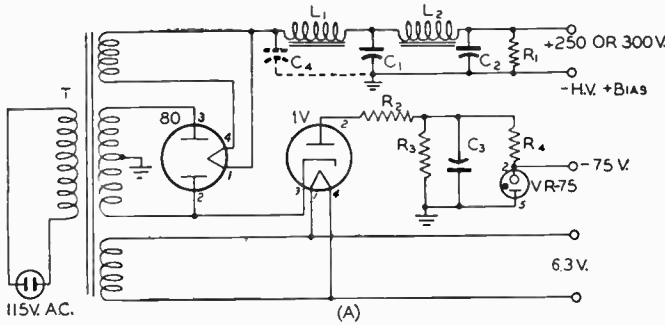 L1
L2
+250 OR 300 V.
C4
C1
C2
R1
-H.V. +BIAS
T
80
3
4
1
2
1V
2
3
1
4
R2
R3
C3
R4
-75 V.
2
VR-75
5
6.3 V.
115V. A.C.
(A)